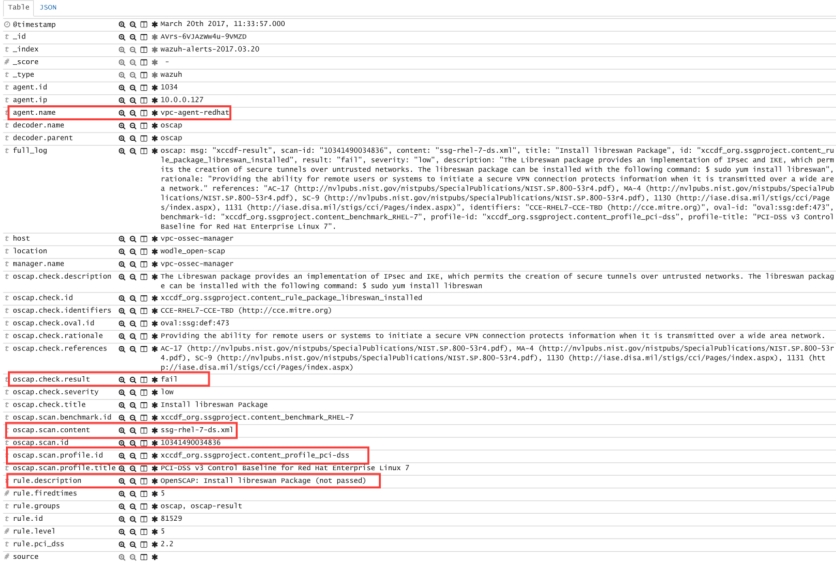 Table JSON
@timestamp March 20th 2017, 11:33:57.000
t _id AVrs-6VJAzWw4u-9VMZD
t _index wazuh-alerts-2017.03.20
# _score -
t _type wazuh
t agent.id 1034
t agent.ip 10.0.0.127
t agent.name vpc-agent-redhat
t decoder.name oscap
t decoder.parent oscap
t full_log oscap: msg: "xccdf-result", scan-id: "10341490034836", content: "ssg-rhel-7-ds.xml", title: "Install libreswan Package", id: "xccdf_org.ssgproject.content_ru
le_package_libreswan_installed", result: "fail", severity: "low", description: "The Libreswan package provides an implementation of IPsec and IKE, which perm
its the creation of secure tunnels over untrusted networks. The libreswan package can be installed with the following command: $ sudo yum install libreswan",
rationale: "Providing the ability for remote users or systems to initiate a secure VPN connection protects information when it is transmitted over a wide are
a network." references: "AC-17 (http://nvlpubs.nist.gov/nistpubs/SpecialPublications/NIST.SP.800-53r4.pdf), MA-4 (http://nvlpubs.nist.gov/nistpubs/SpecialPub
lications/NIST.SP.800-53r4.pdf), SC-9 (http://nvlpubs.nist.gov/nistpubs/SpecialPublications/NIST.SP.800-53r4.pdf), 1130 (http://iase.disa.mil/stigs/cci/Page
s/index.aspx), 1131 (http://iase.disa.mil/stigs/cci/Pages/index.aspx)", identifiers: "CCE-RHEL7-CCE-TBD (http://cce.mitre.org)", oval-id: "oval:ssg:def:473",
benchmark-id: "xccdf_org.ssgproject.content_benchmark_RHEL-7", profile-id: "xccdf_org.ssgproject.content_profile_pci-dss", profile-title: "PCI-DSS v3 Control
Baseline for Red Hat Enterprise Linux 7".
t host vpc-ossec-manager
t location wodle_open-scap
t manager.name vpc-ossec-manager
t oscap.check.description The Libreswan package provides an implementation of IPsec and IKE, which permits the creation of secure tunnels over untrusted networks. The libreswan packag
e can be installed with the following command: $ sudo yum install libreswan
t oscap.check.id xccdf_org.ssgproject.content_rule_package_libreswan_installed
t oscap.check.identifiers CCE-RHEL7-CCE-TBD (http://cce.mitre.org)
t oscap.check.oval.id oval:ssg:def:473
t oscap.check.rationale Providing the ability for remote users or systems to initiate a secure VPN connection protects information when it is transmitted over a wide area network.
t oscap.check.references AC-17 (http://nvlpubs.nist.gov/nistpubs/SpecialPublications/NIST.SP.800-53r4.pdf), MA-4 (http://nvlpubs.nist.gov/nistpubs/SpecialPublications/NIST.SP.800-53r
4.pdf), SC-9 (http://nvlpubs.nist.gov/nistpubs/SpecialPublications/NIST.SP.800-53r4.pdf), 1130 (http://iase.disa.mil/stigs/cci/Pages/index.aspx), 1131 (htt
p://iase.disa.mil/stigs/cci/Pages/index.aspx)
t oscap.check.result fail
t oscap.check.severity low
t oscap.check.title Install libreswan Package
t oscap.scan.benchmark.id xccdf_org.ssgproject.content_benchmark_RHEL-7
t oscap.scan.content ssg-rhel-7-ds.xml
t oscap.scan.id 10341490034836
t oscap.scan.profile.id xccdf_org.ssgproject.content_profile_pci-dss
t oscap.scan.profile.title PCI-DSS v3 Control Baseline for Red Hat Enterprise Linux 7
t rule.description OpenSCAP: Install libreswan Package (not passed)
# rule.firedtimes 5
t rule.groups oscap, oscap-result
t rule.id 81529
# rule.level 5
t rule.pci_dss 2.2
# source